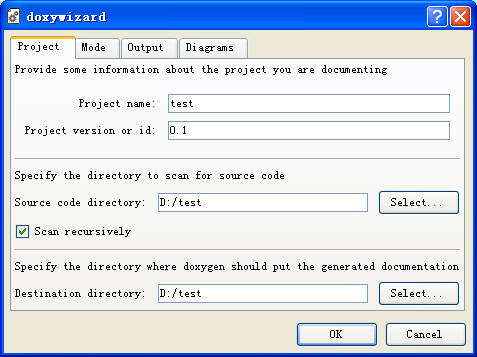 doxywizard
Project Mode Output Diagrams
Provide some information about the project you are documenting
Project name: test
Project version or id: 0.1
Specify the directory to scan for source code
Source code directory: D:/test Select...
Scan recursively
Specify the directory where doxygen should put the generated documentation
Destination directory: D:/test Select...
OK Cancel